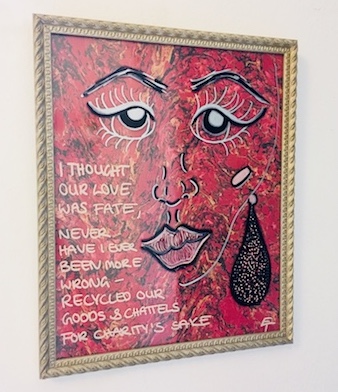 I THOUGHT
OUR LOVE
WAS FATE,
NEVER
HAVE I EVER
BEEN MORE
WRONG –
RECYCLED OUR
GOODS & CHATTELS
FOR CHARITY'S SAKE